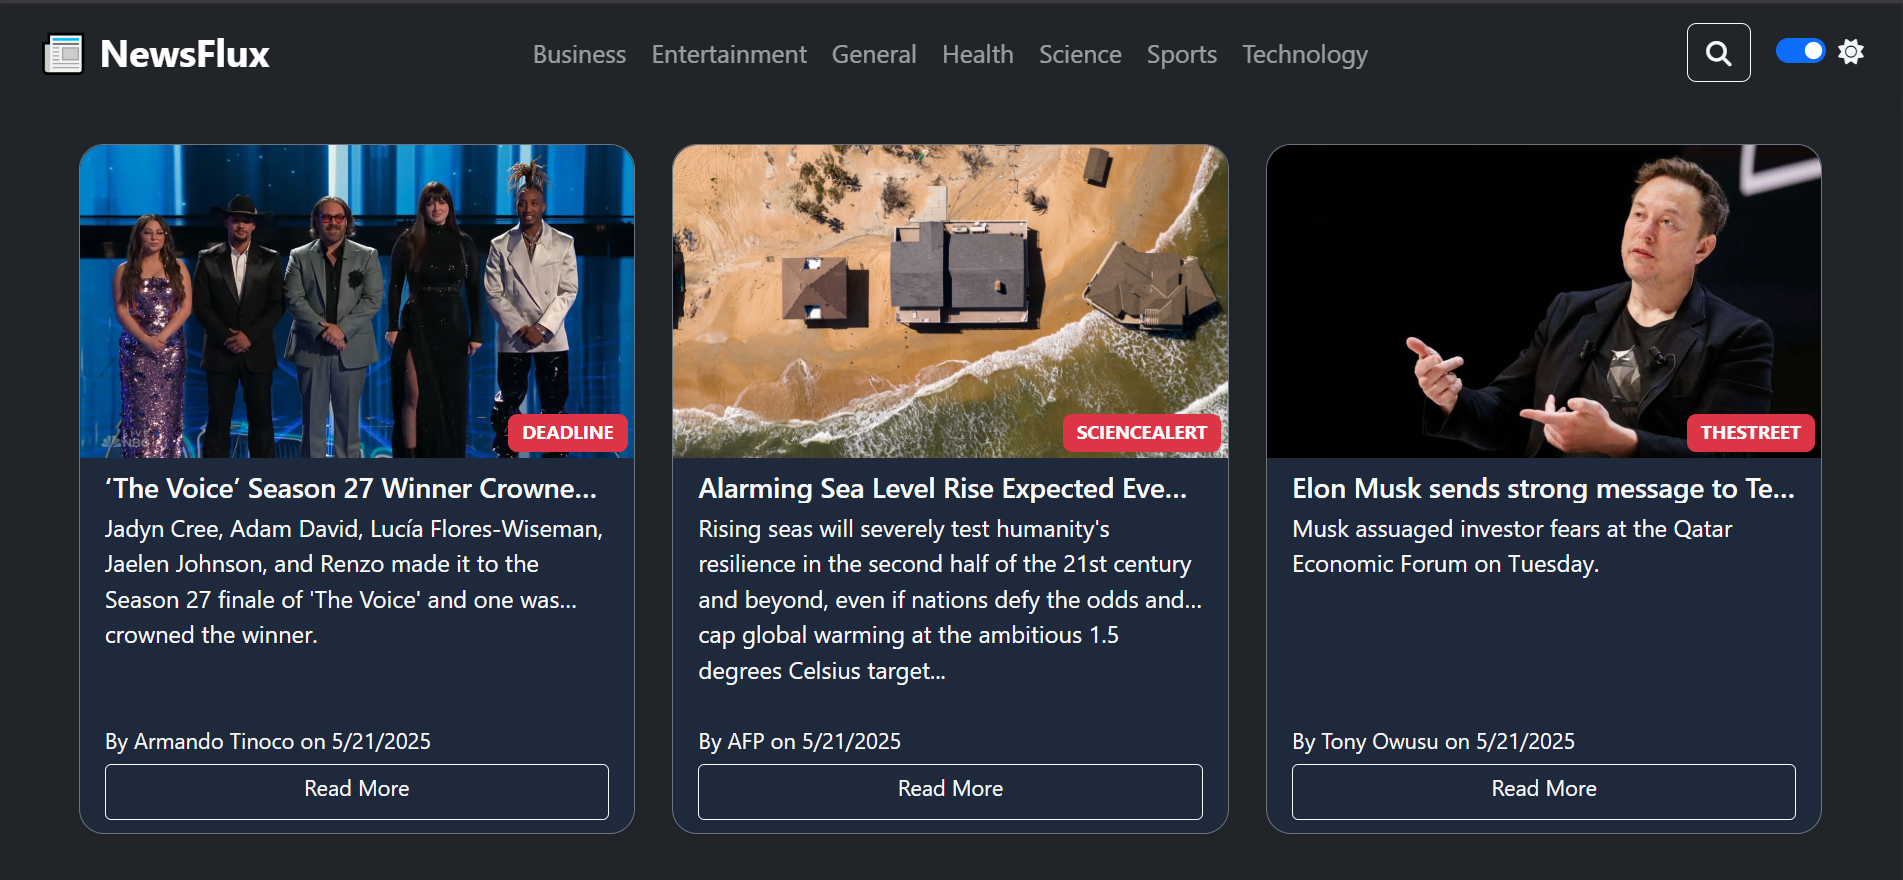 NewsFlux
Business Entertainment General Health Science Sports Technology
LIVE
NBC
DEADLINE
‘The Voice’ Season 27 Winner Crowne...
Jadyn Cree, Adam David, Lucía Flores-Wiseman,
Jaelen Johnson, and Renzo made it to the
Season 27 finale of 'The Voice' and one was...
crowned the winner.
By Armando Tinoco on 5/21/2025
Read More
SCIENCEALERT
Alarming Sea Level Rise Expected Eve...
Rising seas will severely test humanity's
resilience in the second half of the 21st century
and beyond, even if nations defy the odds and...
cap global warming at the ambitious 1.5
degrees Celsius target...
By AFP on 5/21/2025
Read More
THESTREET
Elon Musk sends strong message to Te...
Musk assuaged investor fears at the Qatar
Economic Forum on Tuesday.
By Tony Owusu on 5/21/2025
Read More